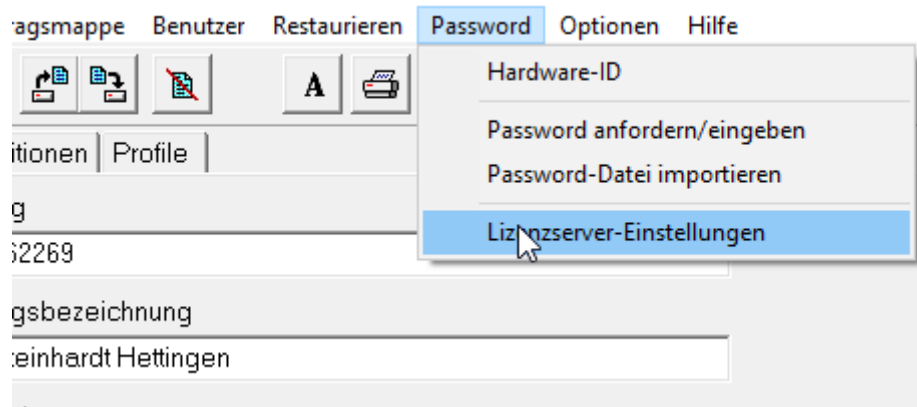 ragsmappe Benutzer Restaurieren Password Optionen Hilfe
Hardware-ID
A
Password anfordern/eingeben
itionen Profile
Password-Datei importieren
g
Lizenzserver-Einstellungen
62269
gsbezeichnung
teinhardt Hettingen